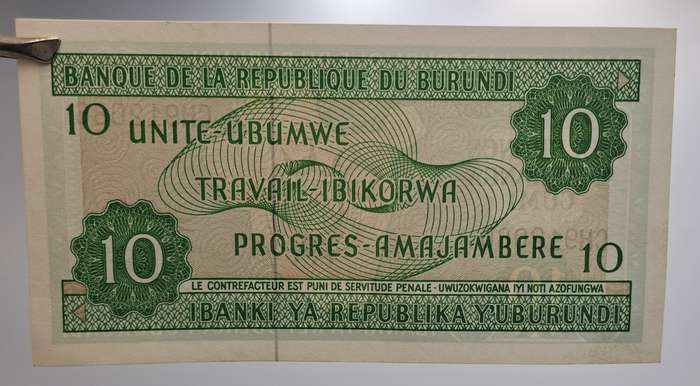 BANQUE DE LA REPUBLIQUE DU BURUNDI
10 UNITE-UBUMWE 10
TRAVAIL-IBIKORWA
PROGRES-AMAJAMBERE 10
10
LE CONTREFACTEUR EST PUNI DE SERVITUDE PENALE - UWUZOKWIGANA IYI NOTI AZOFUNGWA
IBANKI YA REPUBLIKA Y'UBURUNDI